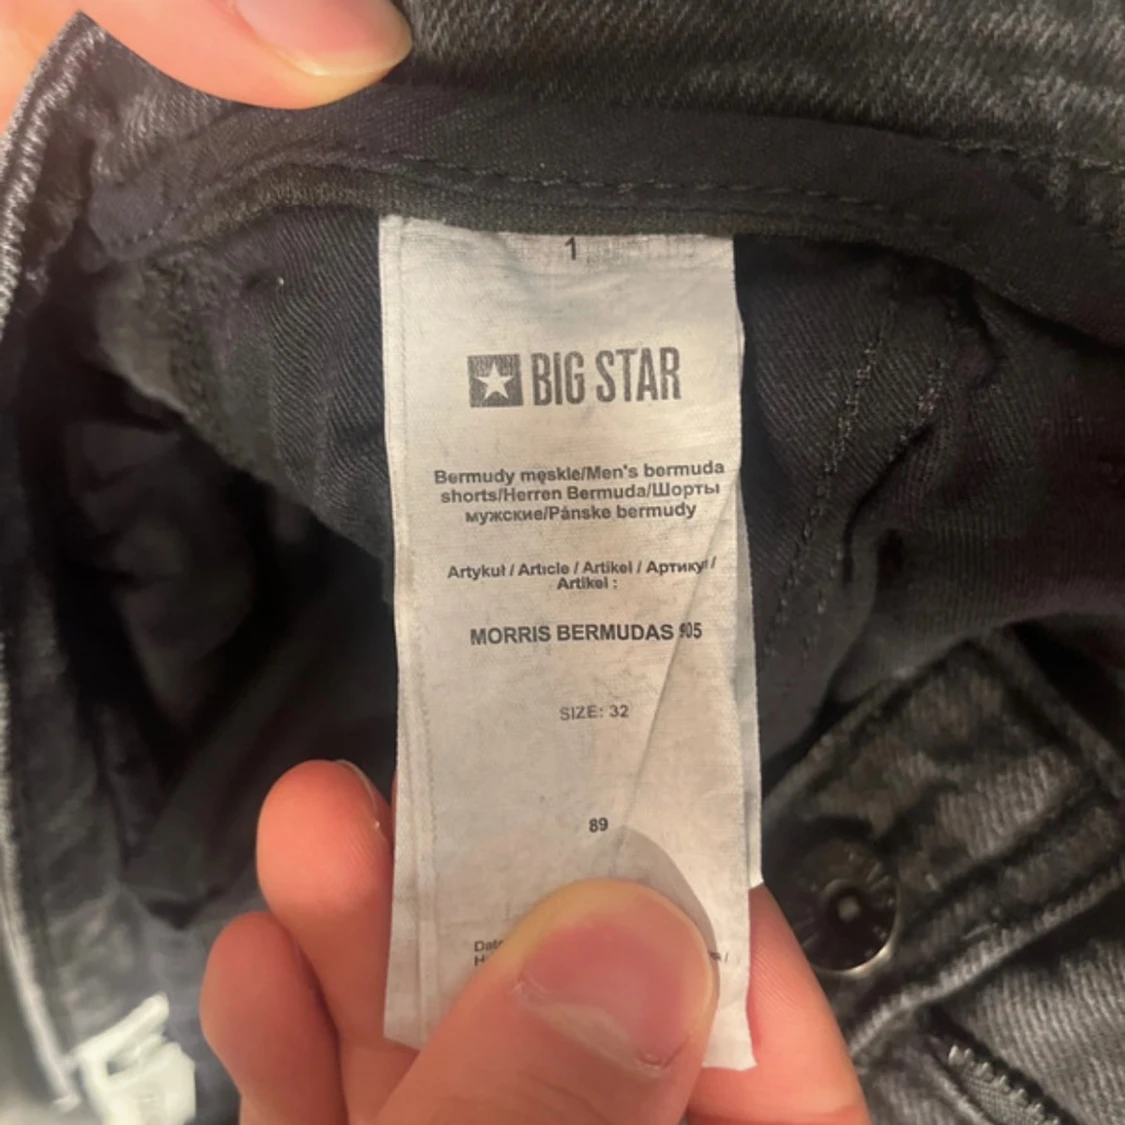 1
BIG STAR
Bermudy męskie/Men's bermuda
shorts/Herren Bermuda/Шорты
мужские/Pánske bermudy
Artykuł / Article / Artikel / Артикул /
Artikel :
MORRIS BERMUDAS 905
SIZE: 32
89